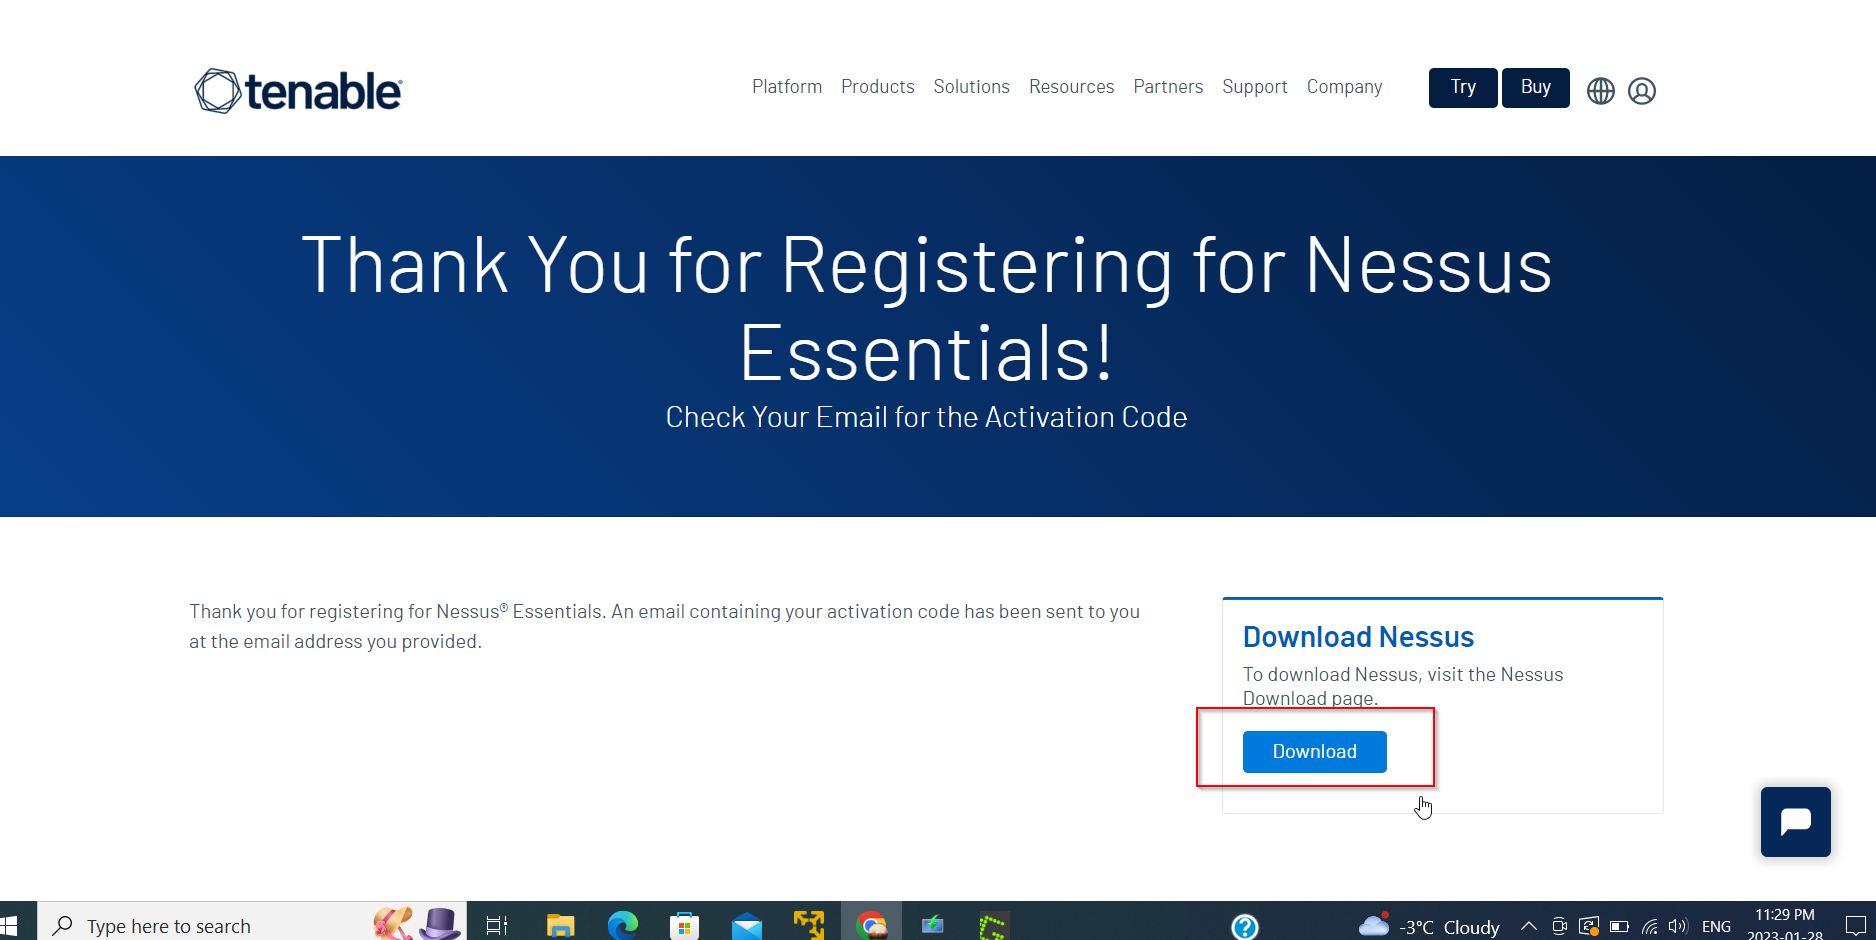 tenable®
Platform Products Solutions Resources Partners Support Company Try Buy
Thank You for Registering for Nessus
Essentials!
Check Your Email for the Activation Code
Thank you for registering for Nessus® Essentials. An email containing your activation code has been sent to you
at the email address you provided.
Download Nessus
To download Nessus, visit the Nessus
Download page.
Download
Type here to search
-3°C Cloudy
ENG
11:29 PM
2023-01-28